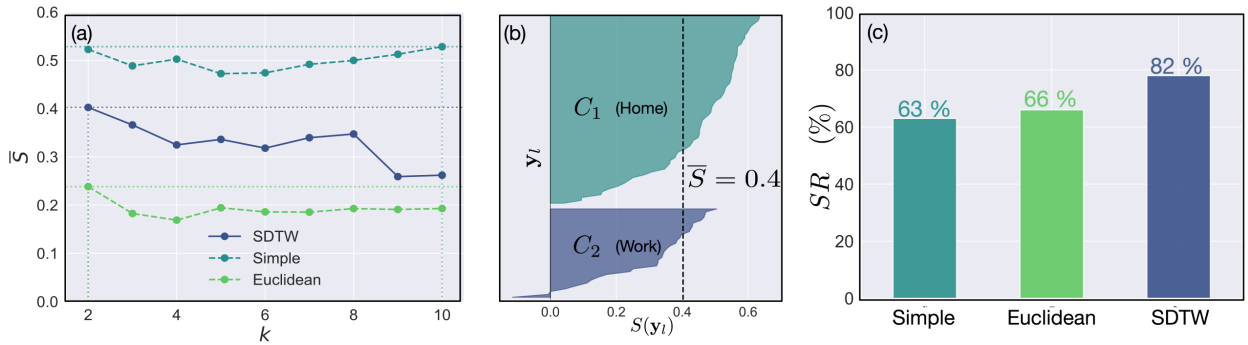 (a)
0.6
0.5
0.4
0.3
0.2
0.1
0.0
S̅
SDTW
Simple
Euclidean
2 4 6 8 10
k
(b)
C₁ (Home)
yₗ
S̅ = 0.4
C₂ (Work)
0.0 0.2 0.4 0.6
S(yₗ)
(c)
100
80
60
40
20
0
SR (%)
63 %
66 %
82 %
Simple Euclidean SDTW